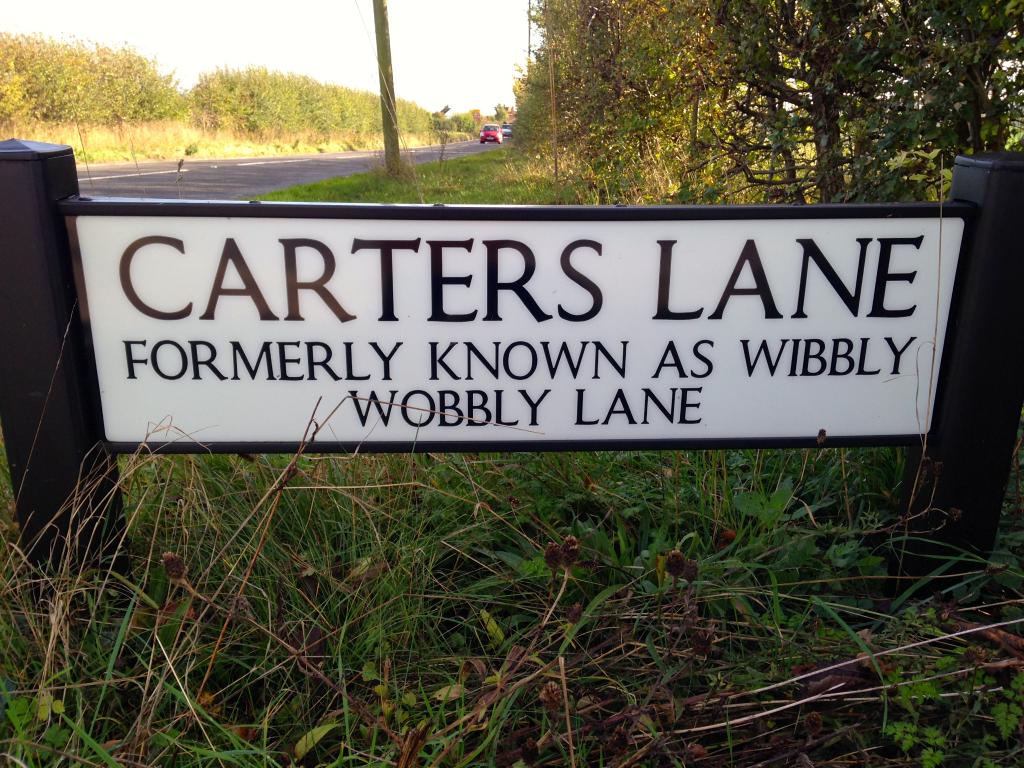 CARTERS LANE
FORMERLY KNOWN AS WIBBLY
WOBBLY LANE